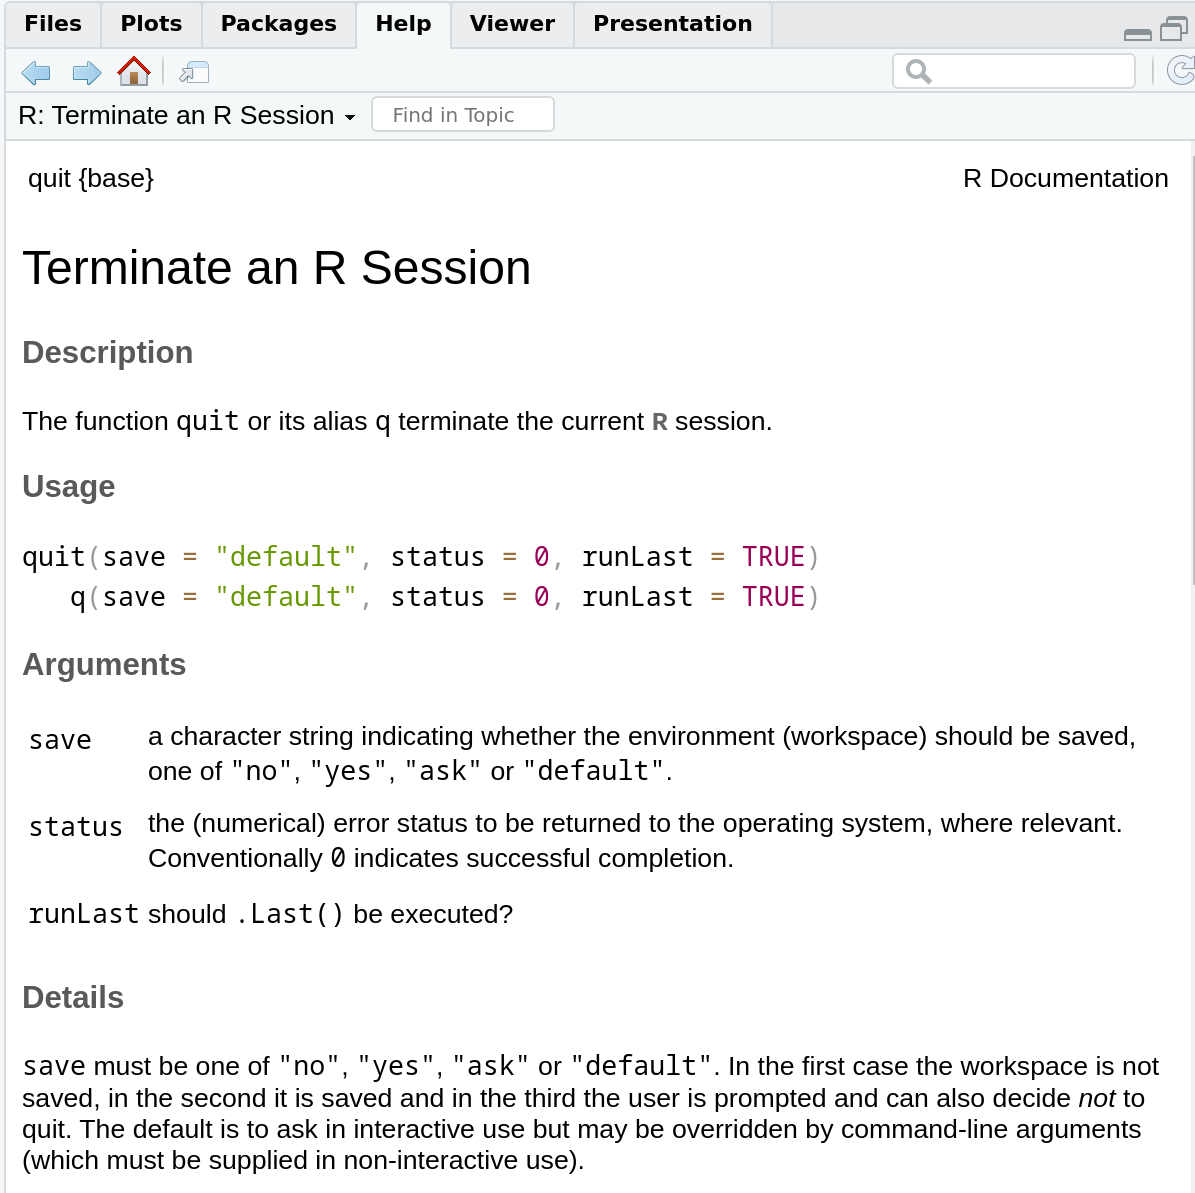 Files Plots Packages Help Viewer Presentation
R: Terminate an R Session Find in Topic
quit {base} R Documentation
Terminate an R Session
Description
The function quit or its alias q terminate the current R session.
Usage
quit(save = "default", status = 0, runLast = TRUE)
   q(save = "default", status = 0, runLast = TRUE)
Arguments
save a character string indicating whether the environment (workspace) should be saved,
one of "no", "yes", "ask" or "default".
status the (numerical) error status to be returned to the operating system, where relevant.
Conventionally 0 indicates successful completion.
runLast should .Last() be executed?
Details
save must be one of "no", "yes", "ask" or "default". In the first case the workspace is not
saved, in the second it is saved and in the third the user is prompted and can also decide not to
quit. The default is to ask in interactive use but may be overridden by command-line arguments
(which must be supplied in non-interactive use).